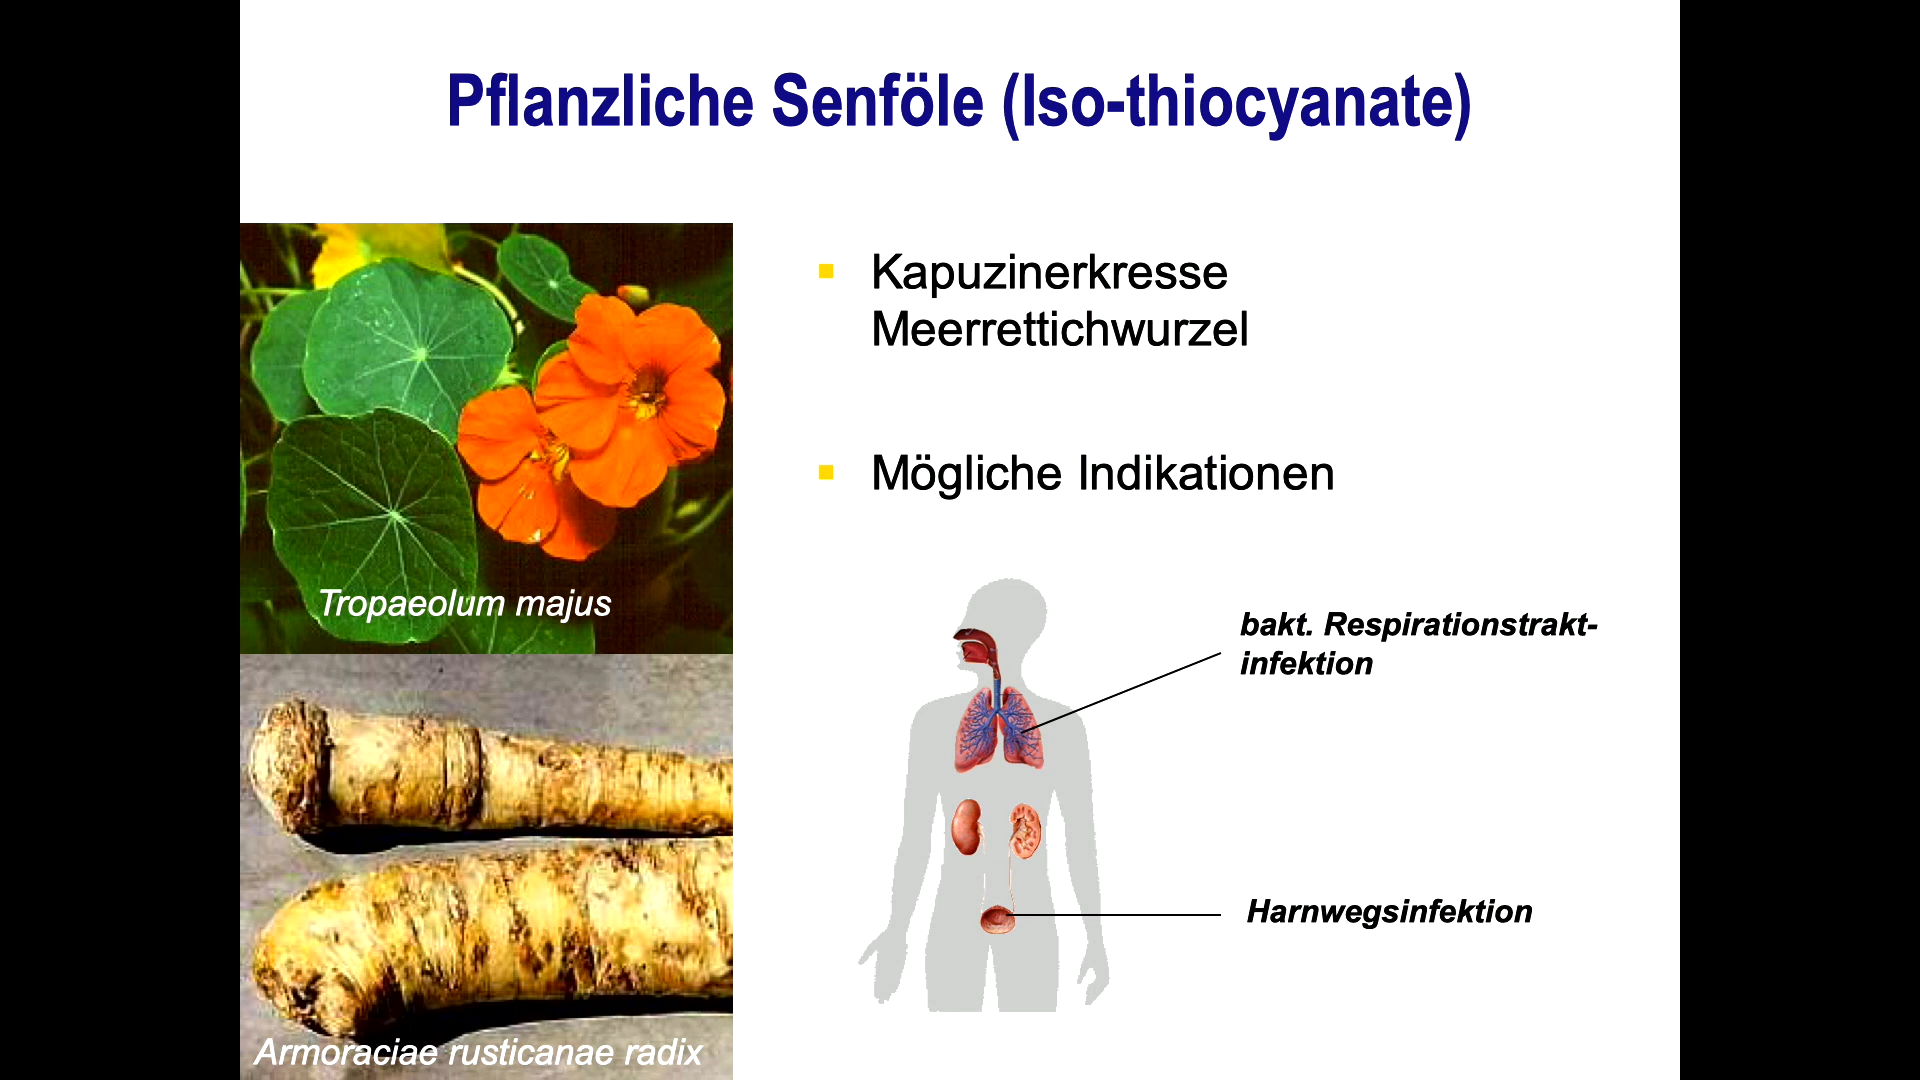 Pflanzliche Senföle (Iso-thiocyanate)
Kapuzinerkresse
Meerrettichwurzel
Mögliche Indikationen
Tropaeolum majus
bakt. Respirationstrakt-
infektion
Harnwegsinfektion
Armoraciae rusticanae radix